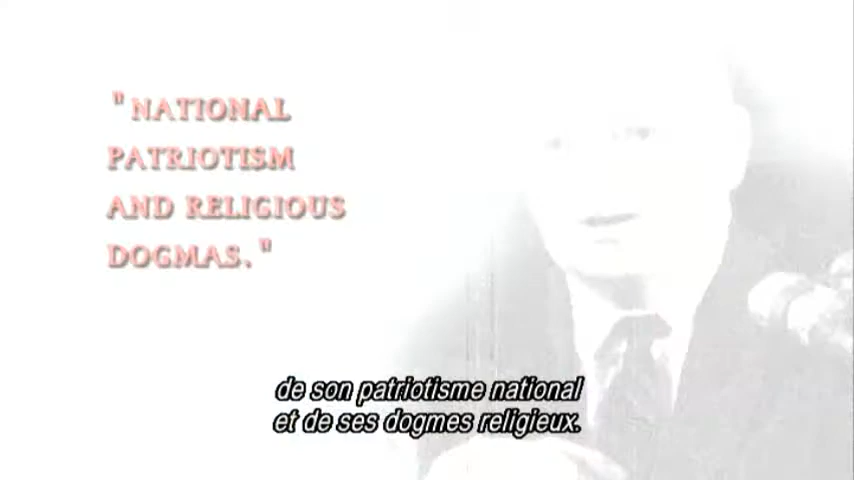 "NATIONAL
PATRIOTISM
AND RELIGIOUS
DOGMAS."
de son patriotisme national
et de ses dogmes religieux.